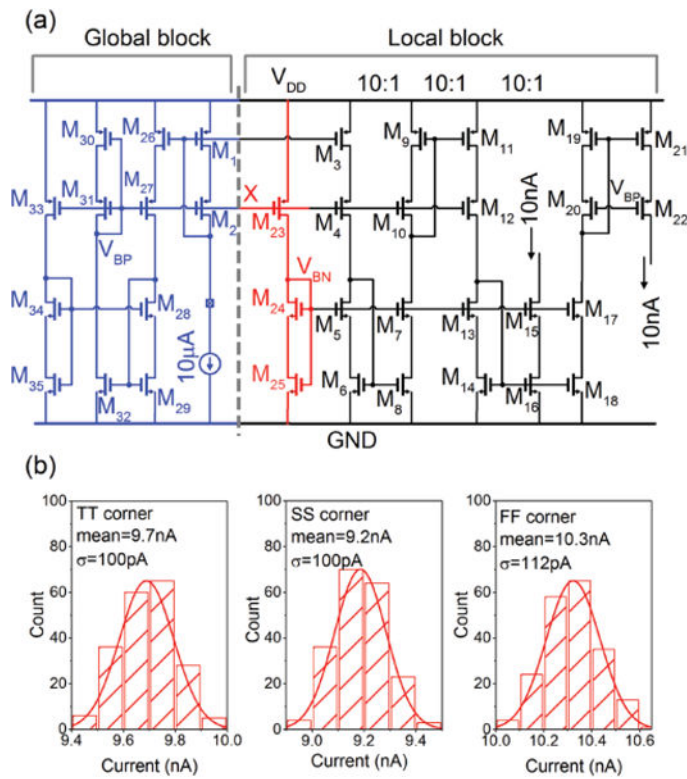 (a)
Global block
Local block
VDD
10:1
10:1
10:1
M30
M26
M1
M3
M9
M11
M19
M21
M33
M31
M27
M2
X
M23
M4
M10
M12
10nA
M20
VBP
M22
VBP
VBN
M34
M28
M24
M5
M7
M13
M15
M17
10nA
10μA
M35
M32
M29
M25
M6
M8
M14
M16
M18
GND
(b)
100
80
60
40
20
0
Count
TT corner
mean=9.7nA
σ=100pA
9.4
9.6
9.8
10.0
Current (nA)
100
80
60
40
20
0
Count
SS corner
mean=9.2nA
σ=100pA
9.0
9.2
9.4
Current (nA)
100
80
60
40
20
0
Count
FF corner
mean=10.3nA
σ=112pA
10.0
10.2
10.4
10.6
Current (nA)